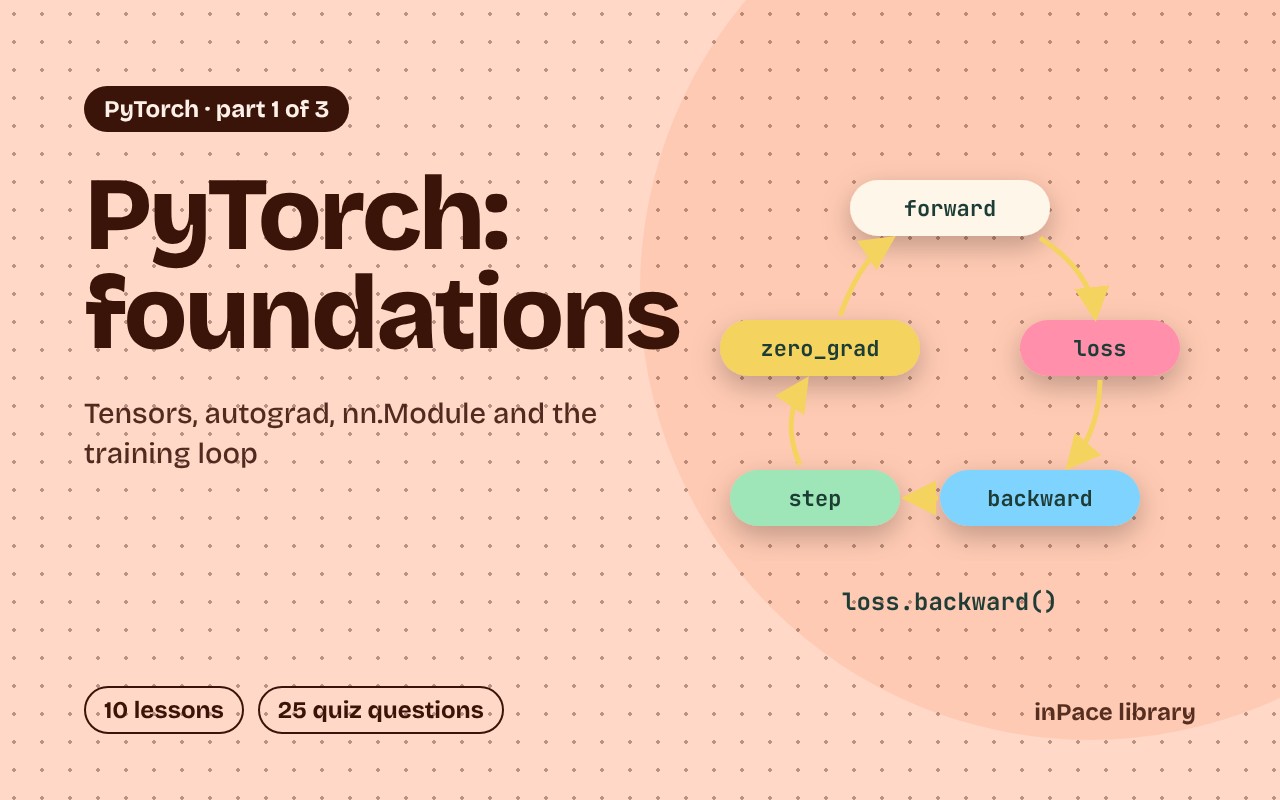 PyTorch · part 1 of 3
PyTorch:
foundations
Tensors, autograd, nn.Module and the
training loop
forward
zero_grad
loss
step
backward
loss.backward()
10 lessons
25 quiz questions
inPace library